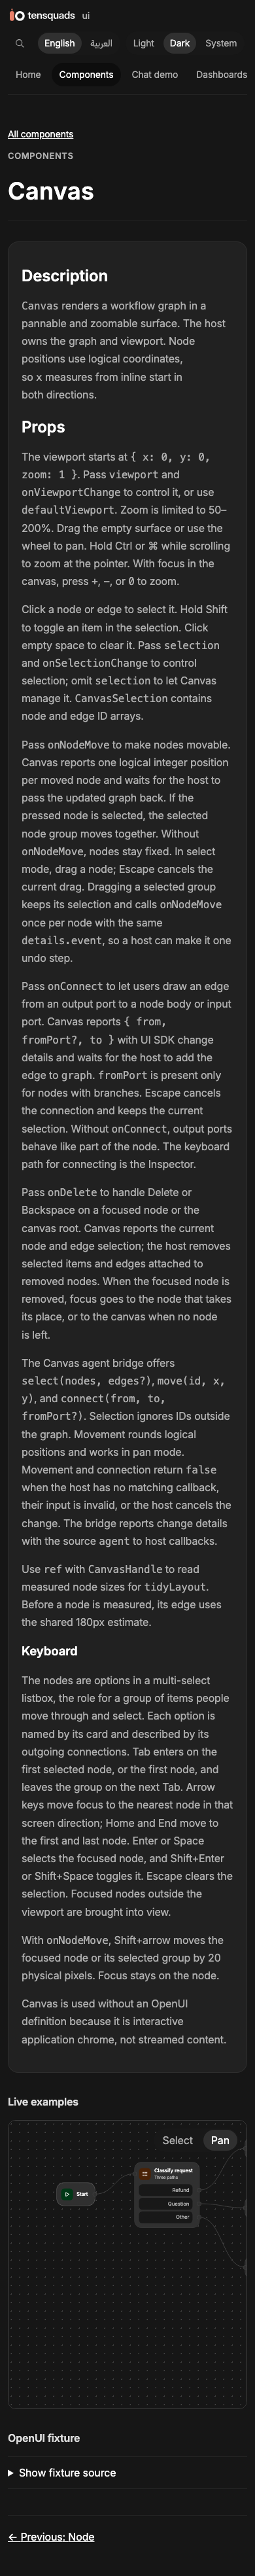 tensquads ui
English العربية Light Dark System
Home Components Chat demo Dashboards
All components
COMPONENTS
Canvas
Description
Canvas renders a workflow graph in a
pannable and zoomable surface. The host
owns the graph and viewport. Node
positions use logical coordinates,
so x measures from inline start in
both directions.
Props
The viewport starts at { x: 0, y: 0,
zoom: 1 }. Pass viewport and
onViewportChange to control it, or use
defaultViewport. Zoom is limited to 50–
200%. Drag the empty surface or use the
wheel to pan. Hold Ctrl or ⌘ while scrolling
to zoom at the pointer. With focus in the
canvas, press +, −, or 0 to zoom.
Click a node or edge to select it. Hold Shift
to toggle an item in the selection. Click
empty space to clear it. Pass selection
and onSelectionChange to control
selection; omit selection to let Canvas
manage it. CanvasSelection contains
node and edge ID arrays.
Pass onNodeMove to make nodes movable.
Canvas reports one logical integer position
per moved node and waits for the host to
pass the updated graph back. If the
pressed node is selected, the selected
node group moves together. Without
onNodeMove, nodes stay fixed. In select
mode, drag a node; Escape cancels the
current drag. Dragging a selected group
keeps its selection and calls onNodeMove
once per node with the same
details.event, so a host can make it one
undo step.
Pass onConnect to let users draw an edge
from an output port to a node body or input
port. Canvas reports { from,
fromPort?, to } with UI SDK change
details and waits for the host to add the
edge to graph. fromPort is present only
for nodes with branches. Escape cancels
the connection and keeps the current
selection. Without onConnect, output ports
behave like part of the node. The keyboard
path for connecting is the Inspector.
Pass onDelete to handle Delete or
Backspace on a focused node or the
canvas root. Canvas reports the current
node and edge selection; the host removes
selected items and edges attached to
removed nodes. When the focused node is
removed, focus goes to the node that takes
its place, or to the canvas when no node
is left.
The Canvas agent bridge offers
select(nodes, edges?), move(id, x,
y), and connect(from, to,
fromPort?). Selection ignores IDs outside
the graph. Movement rounds logical
positions and works in pan mode.
Movement and connection return false
when the host has no matching callback,
their input is invalid, or the host cancels the
change. The bridge reports change details
with the source agent to host callbacks.
Use ref with CanvasHandle to read
measured node sizes for tidyLayout.
Before a node is measured, its edge uses
the shared 180px estimate.
Keyboard
The nodes are options in a multi-select
listbox, the role for a group of items people
move through and select. Each option is
named by its card and described by its
outgoing connections. Tab enters on the
first selected node, or the first node, and
leaves the group on the next Tab. Arrow
keys move focus to the nearest node in that
screen direction; Home and End move to
the first and last node. Enter or Space
selects the focused node, and Shift+Enter
or Shift+Space toggles it. Escape clears the
selection. Focused nodes outside the
viewport are brought into view.
With onNodeMove, Shift+arrow moves the
focused node or its selected group by 20
physical pixels. Focus stays on the node.
Canvas is used without an OpenUI
definition because it is interactive
application chrome, not streamed content.
Live examples
Select Pan
Start
Classify request
Three paths
Refund
Question
Other
OpenUI fixture
Show fixture source
← Previous: Node